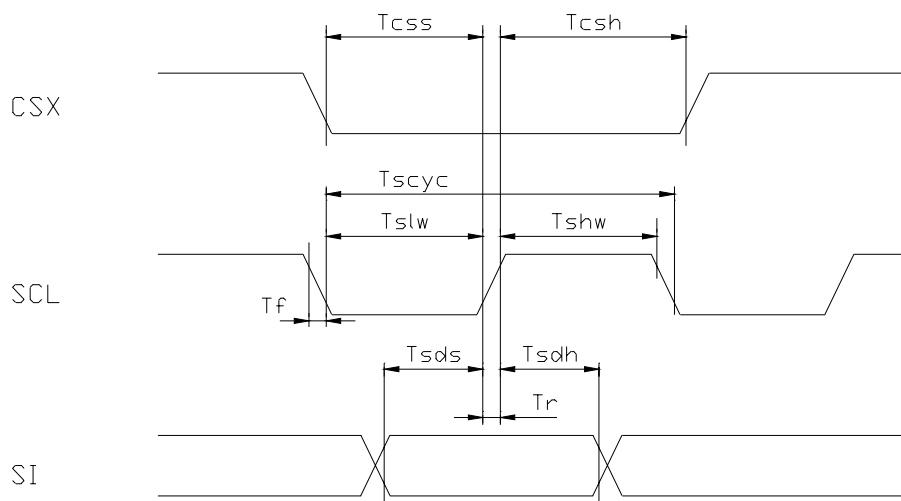 Tcss Tcsh
CSX
Tscyc
Tslw Tshw
SCL
Tf
Tsds Tsdh
Tr
SI